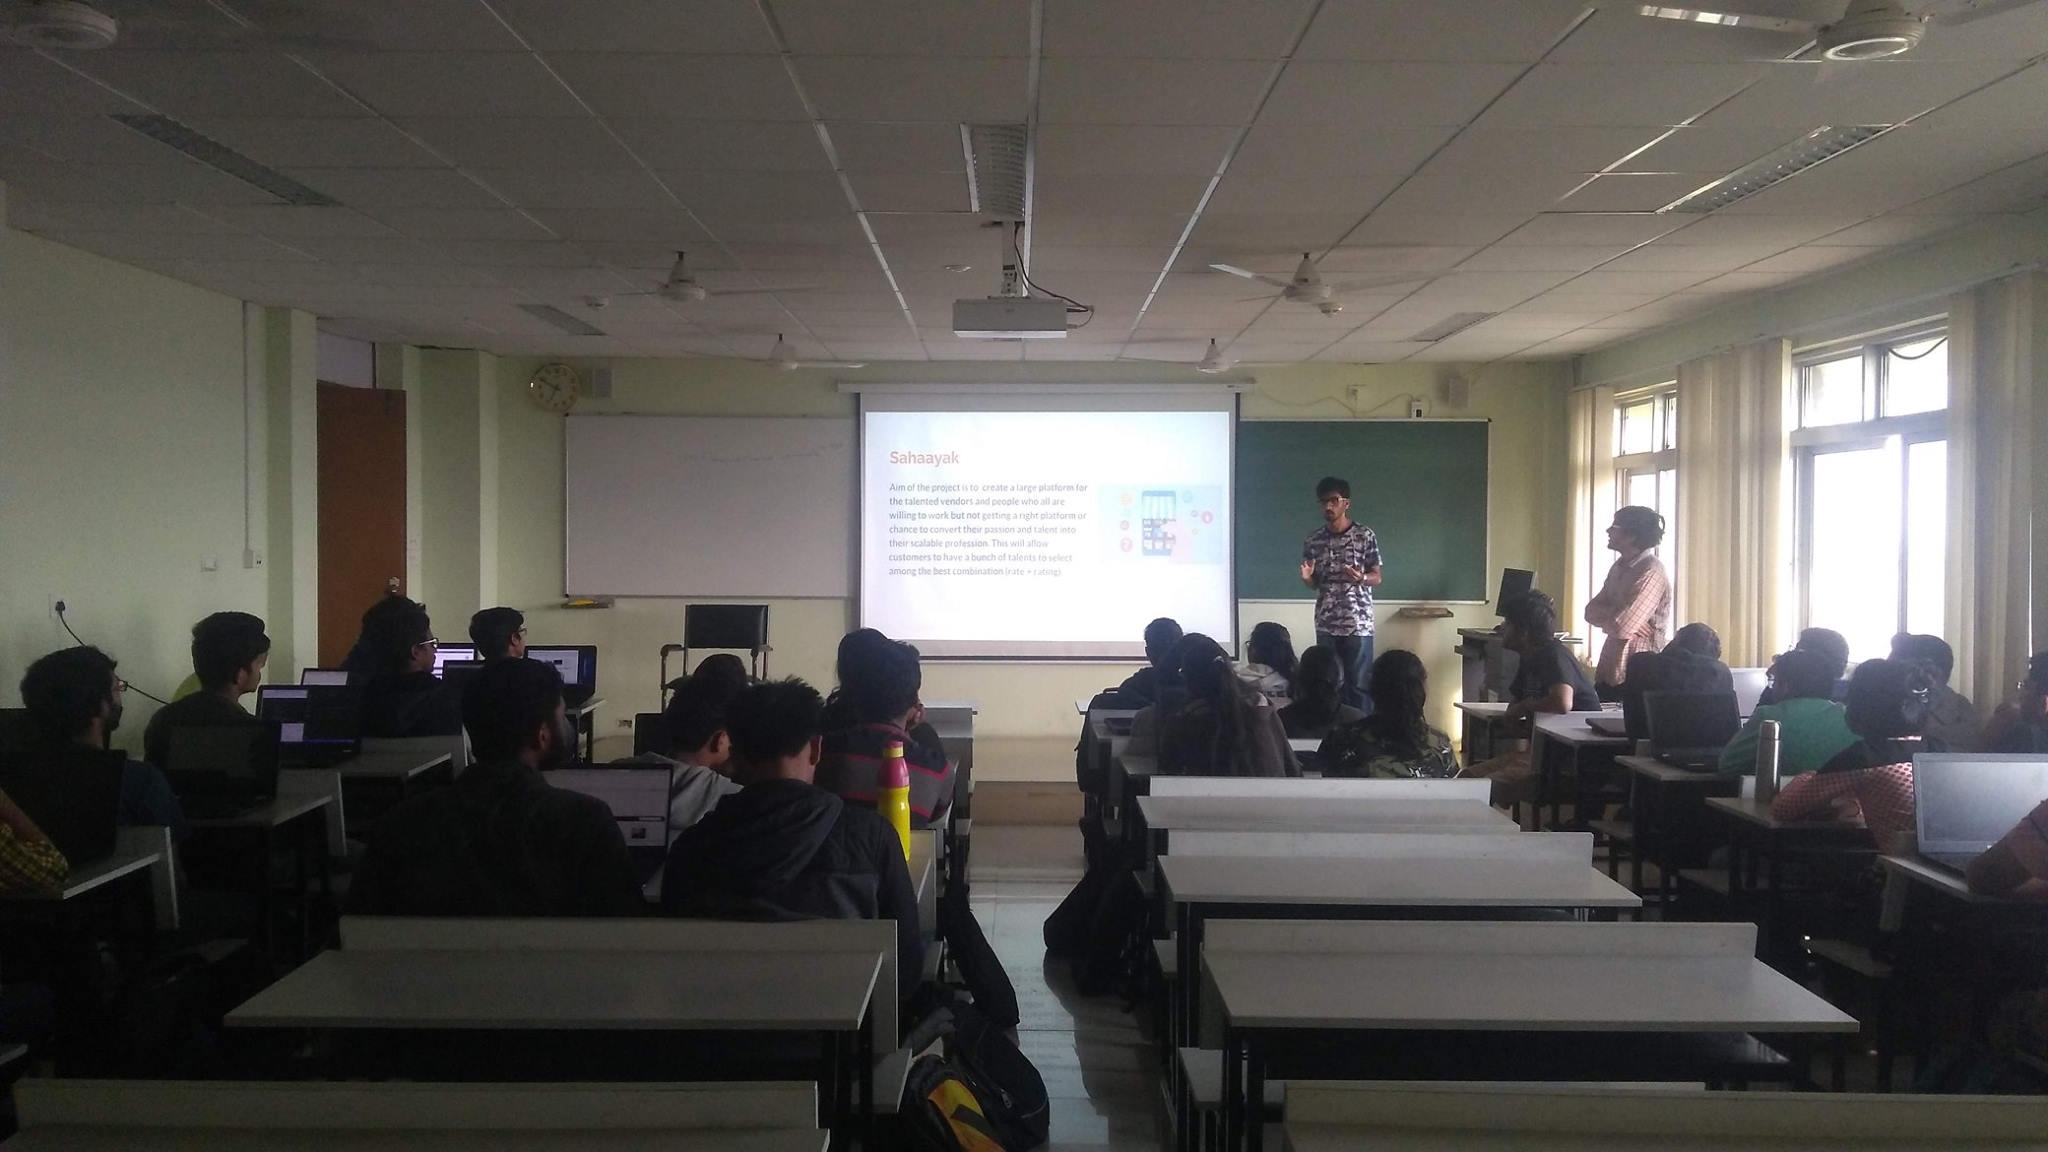 Sahaayak
Aim of the project is to create a large platform for
the talented vendors and people who all are
willing to work but not getting a right platform or
chance to convert their passion and talent into
their scalable profession. This will allow
customers to have a bunch of talents to select
among the best combination (rate + rating)